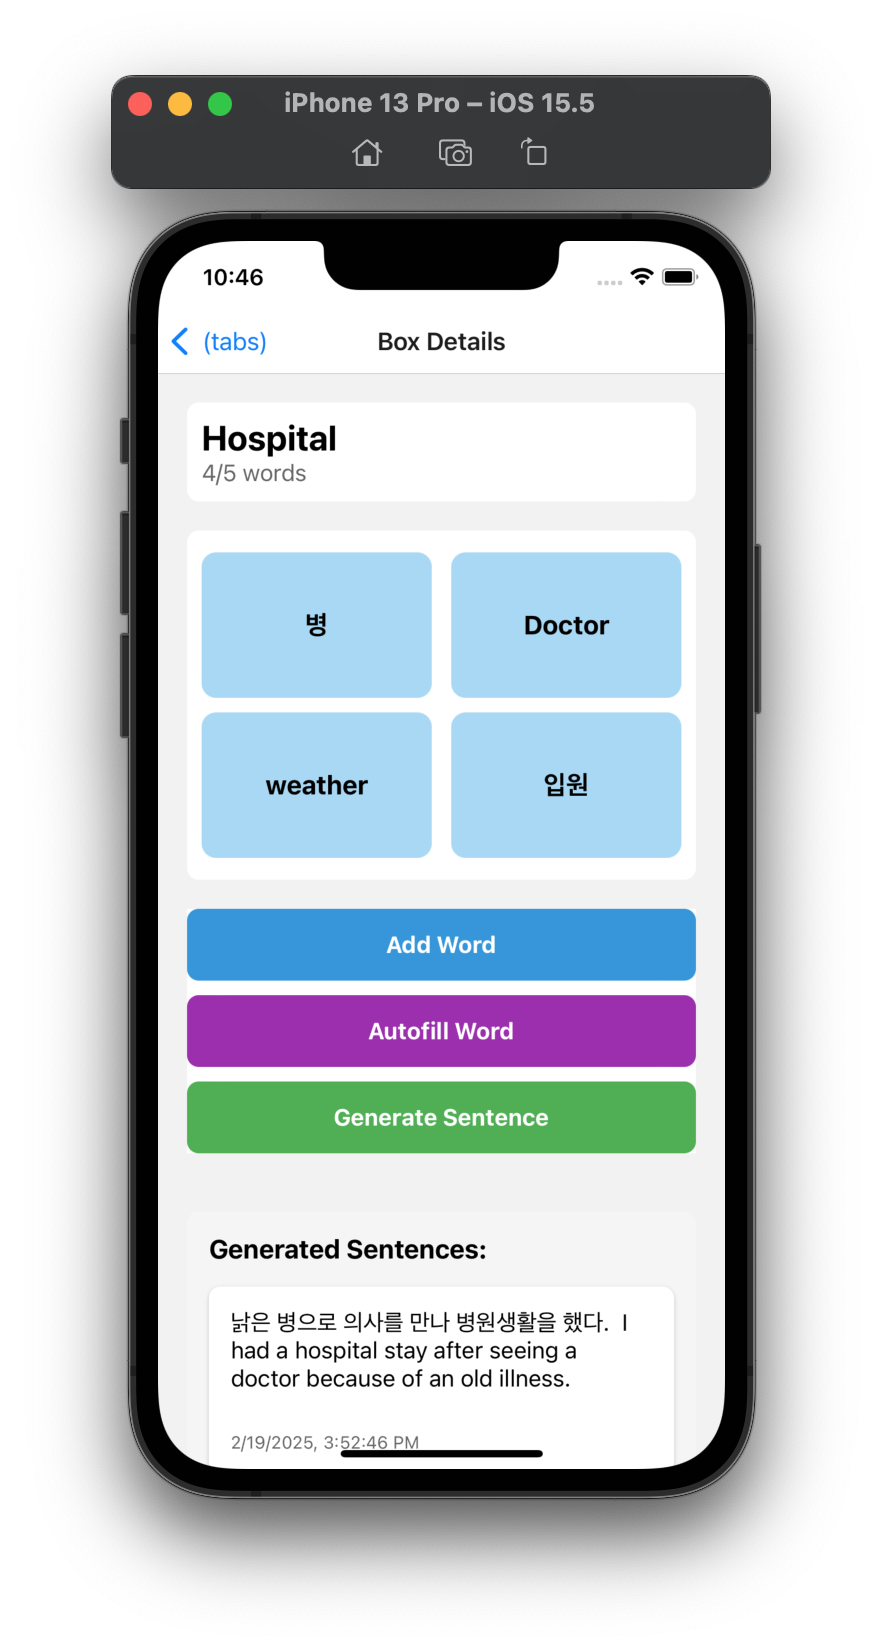 iPhone 13 Pro – iOS 15.5
10:46
(tabs)
Box Details
Hospital
4/5 words
병
Doctor
weather
입원
Add Word
Autofill Word
Generate Sentence
Generated Sentences:
낡은 병으로 의사를 만나 병원생활을 했다. I
had a hospital stay after seeing a
doctor because of an old illness.
2/19/2025, 3:52:46 PM